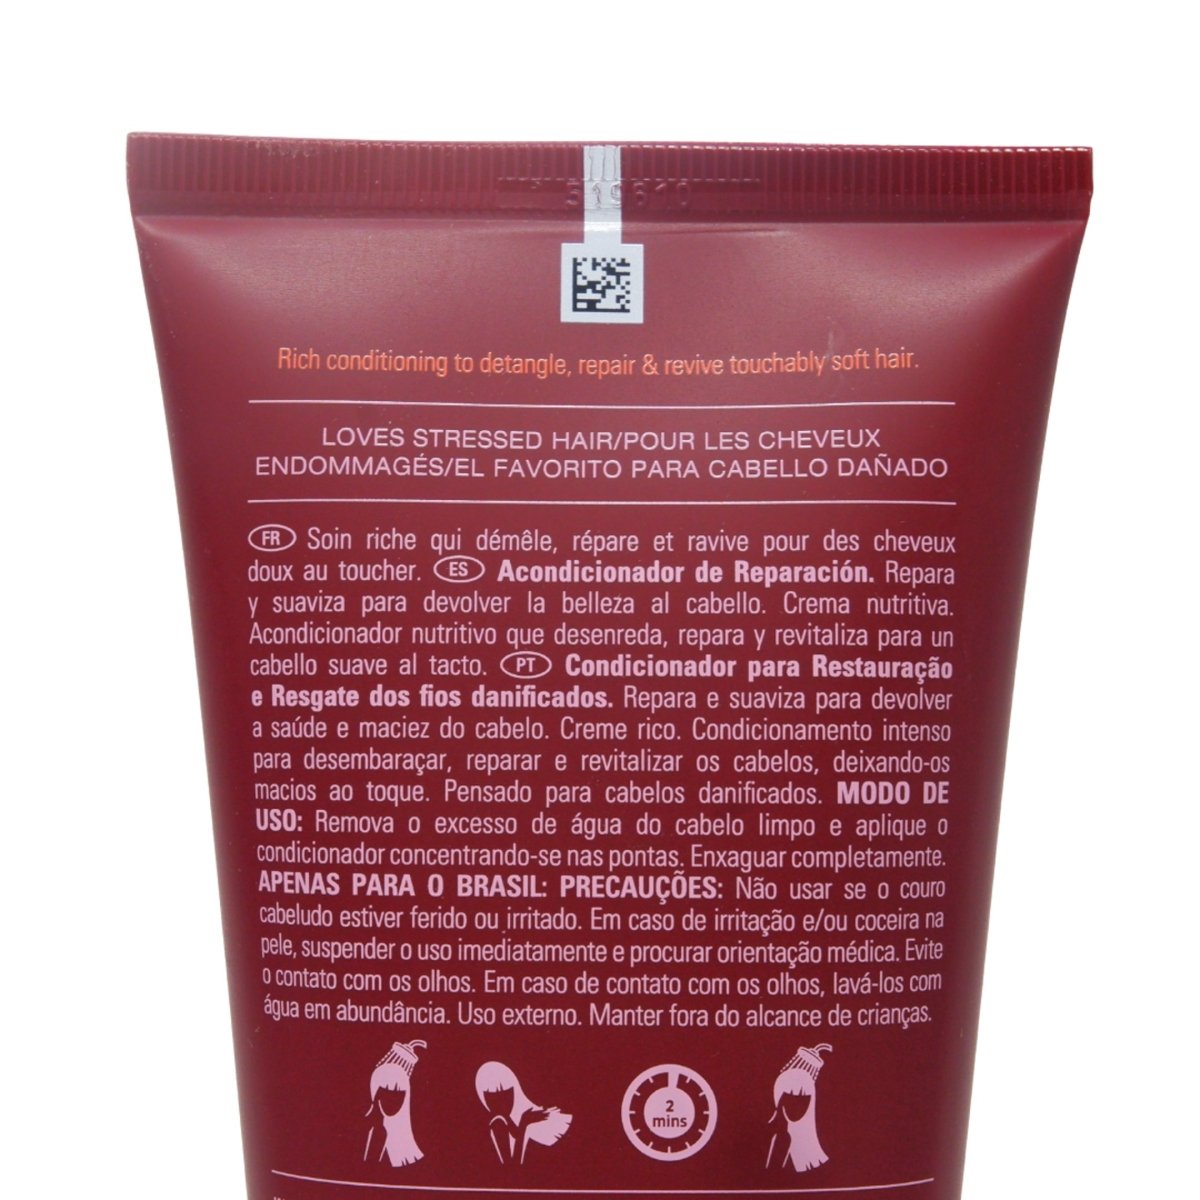 Rich conditioning to detangle, repair & revive touchably soft hair.
LOVES STRESSED HAIR/POUR LES CHEVEUX
ENDOMMAGÉS/EL FAVORITO PARA CABELLO DAÑADO
FR Soin riche qui démêle, répare et ravive pour des cheveux
doux au toucher. ES Acondicionador de Reparación. Repara
y suaviza para devolver la belleza al cabello. Crema nutritiva.
Acondicionador nutritivo que desenreda, repara y revitaliza para un
cabello suave al tacto. PT Condicionador para Restauração
e Resgate dos fios danificados. Repara e suaviza para devolver
a saúde e maciez do cabelo. Creme rico. Condicionamento intenso
para desembaraçar, reparar e revitalizar os cabelos, deixando-os
macios ao toque. Pensado para cabelos danificados. MODO DE
USO: Remova o excesso de água do cabelo limpo e aplique o
condicionador concentrando-se nas pontas. Enxaguar completamente.
APENAS PARA O BRASIL: PRECAUÇÕES: Não usar se o couro
cabeludo estiver ferido ou irritado. Em caso de irritação e/ou coceira na
pele, suspender o uso imediatamente e procurar orientação médica. Evite
o contato com os olhos. Em caso de contato com os olhos, lavá-los com
água em abundância. Uso externo. Manter fora do alcance de crianças.
2
mins